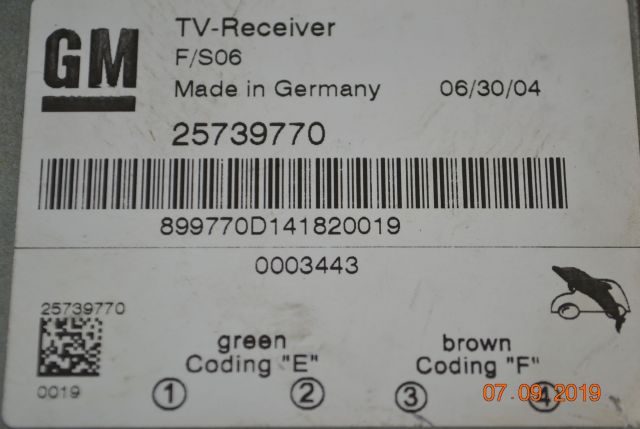 GM
TV-Receiver
F/S06
Made in Germany 06/30/04
25739770
899770D141820019
0003443
25739770
0019
green
Coding "E"
1 2
brown
Coding "F"
3 4
07.09.2019